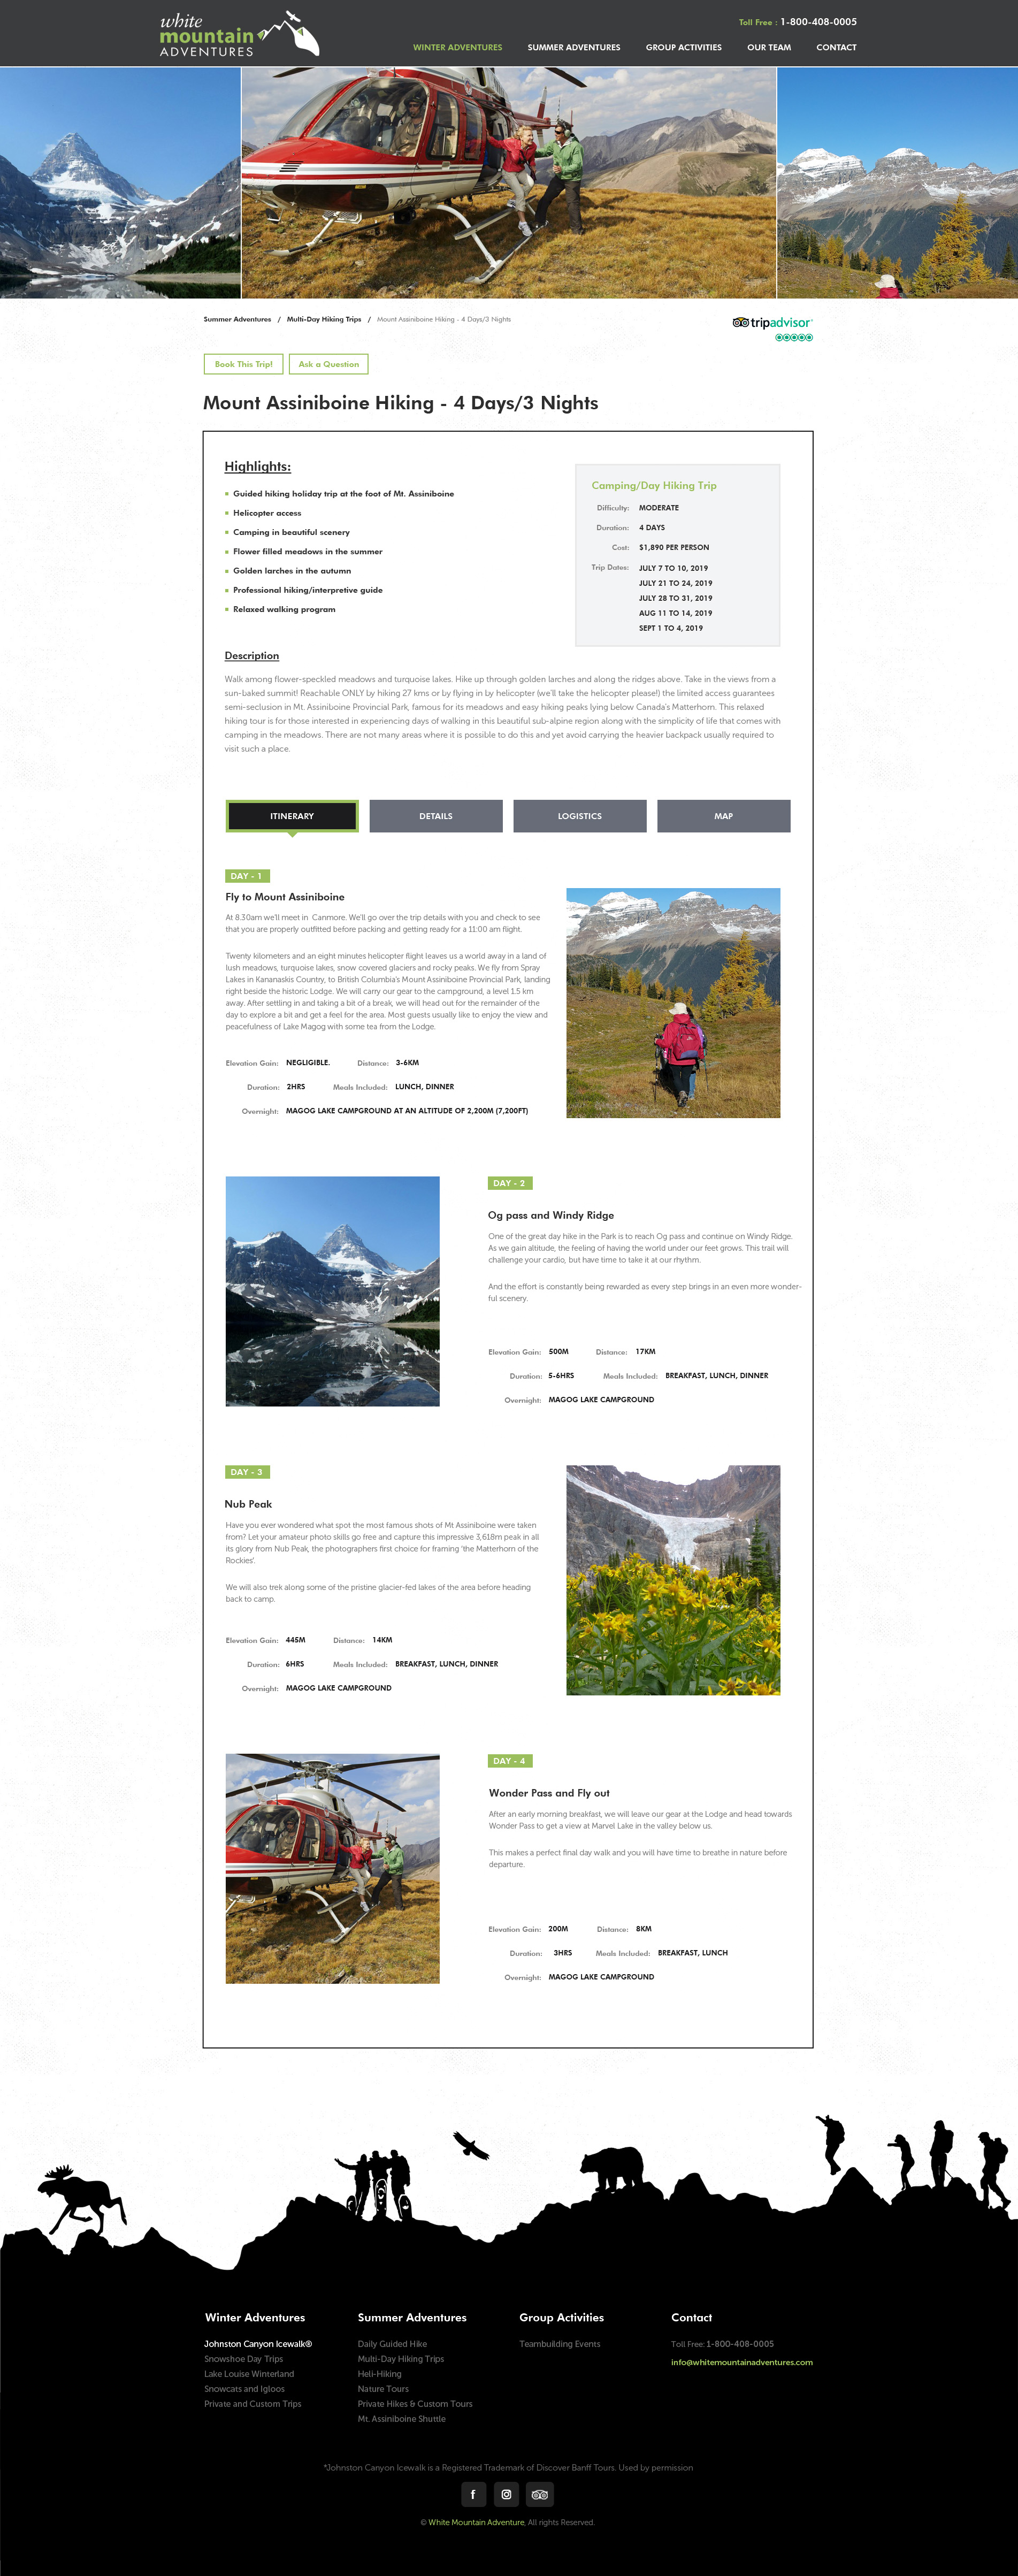 white
mountain
ADVENTURES
Toll Free : 1-800-408-0005
WINTER ADVENTURES SUMMER ADVENTURES GROUP ACTIVITIES OUR TEAM CONTACT
Summer Adventures / Multi-Day Hiking Trips / Mount Assiniboine Hiking - 4 Days/3 Nights
tripadvisor
Book This Trip! Ask a Question
Mount Assiniboine Hiking - 4 Days/3 Nights
Highlights:
Guided hiking holiday trip at the foot of Mt. Assiniboine
Helicopter access
Camping in beautiful scenery
Flower filled meadows in the summer
Golden larches in the autumn
Professional hiking/interpretive guide
Relaxed walking program
Camping/Day Hiking Trip
Difficulty: MODERATE
Duration: 4 DAYS
Cost: $1,890 PER PERSON
Trip Dates: JULY 7 TO 10, 2019
JULY 21 TO 24, 2019
JULY 28 TO 31, 2019
AUG 11 TO 14, 2019
SEPT 1 TO 4, 2019
Description
Walk among flower-speckled meadows and turquoise lakes. Hike up through golden larches and along the ridges above. Take in the views from a
sun-baked summit! Reachable ONLY by hiking 27 kms or by flying in by helicopter (we'll take the helicopter please!) the limited access guarantees
semi-seclusion in Mt. Assiniboine Provincial Park, famous for its meadows and easy hiking peaks lying below Canada's Matterhorn. This relaxed
hiking tour is for those interested in experiencing days of walking in this beautiful sub-alpine region along with the simplicity of life that comes with
camping in the meadows. There are not many areas where it is possible to do this and yet avoid carrying the heavier backpack usually required to
visit such a place.
ITINERARY DETAILS LOGISTICS MAP
DAY - 1
Fly to Mount Assiniboine
At 8.30am we'll meet in Canmore. We'll go over the trip details with you and check to see
that you are properly outfitted before packing and getting ready for a 11:00 am flight.
Twenty kilometers and an eight minutes helicopter flight leaves us a world away in a land of
lush meadows, turquoise lakes, snow covered glaciers and rocky peaks. We fly from Spray
Lakes in Kananaskis Country, to British Columbia's Mount Assiniboine Provincial Park, landing
right beside the historic Lodge. We will carry our gear to the campground, a level 1.5 km
away. After settling in and taking a bit of a break, we will head out for the remainder of the
day to explore a bit and get a feel for the area. Most guests usually like to enjoy the view and
peacefulness of Lake Magog with some tea from the Lodge.
Elevation Gain: NEGLIGIBLE. Distance: 3-6KM
Duration: 2HRS Meals Included: LUNCH, DINNER
Overnight: MAGOG LAKE CAMPGROUND AT AN ALTITUDE OF 2,200M (7,200FT)
DAY - 2
Og pass and Windy Ridge
One of the great day hike in the Park is to reach Og pass and continue on Windy Ridge.
As we gain altitude, the feeling of having the world under our feet grows. This trail will
challenge your cardio, but have time to take it at our rhythm.
And the effort is constantly being rewarded as every step brings in an even more wonder-
ful scenery.
Elevation Gain: 500M Distance: 17KM
Duration: 5-6HRS Meals Included: BREAKFAST, LUNCH, DINNER
Overnight: MAGOG LAKE CAMPGROUND
DAY - 3
Nub Peak
Have you ever wondered what spot the most famous shots of Mt Assiniboine were taken
from? Let your amateur photo skills go free and capture this impressive 3,618m peak in all
its glory from Nub Peak, the photographers first choice for framing 'the Matterhorn of the
Rockies'.
We will also trek along some of the pristine glacier-fed lakes of the area before heading
back to camp.
Elevation Gain: 445M Distance: 14KM
Duration: 6HRS Meals Included: BREAKFAST, LUNCH, DINNER
Overnight: MAGOG LAKE CAMPGROUND
DAY - 4
Wonder Pass and Fly out
After an early morning breakfast, we will leave our gear at the Lodge and head towards
Wonder Pass to get a view at Marvel Lake in the valley below us.
This makes a perfect final day walk and you will have time to breathe in nature before
departure.
Elevation Gain: 200M Distance: 8KM
Duration: 3HRS Meals Included: BREAKFAST, LUNCH
Overnight: MAGOG LAKE CAMPGROUND
Winter Adventures
Johnston Canyon Icewalk®
Snowshoe Day Trips
Lake Louise Winterland
Snowcats and Igloos
Private and Custom Trips
Summer Adventures
Daily Guided Hike
Multi-Day Hiking Trips
Heli-Hiking
Nature Tours
Private Hikes & Custom Tours
Mt. Assiniboine Shuttle
Group Activities
Teambuilding Events
Contact
Toll Free: 1-800-408-0005
info@whitemountainadventures.com
*Johnston Canyon Icewalk is a Registered Trademark of Discover Banff Tours. Used by permission
f
© White Mountain Adventure, All rights Reserved.